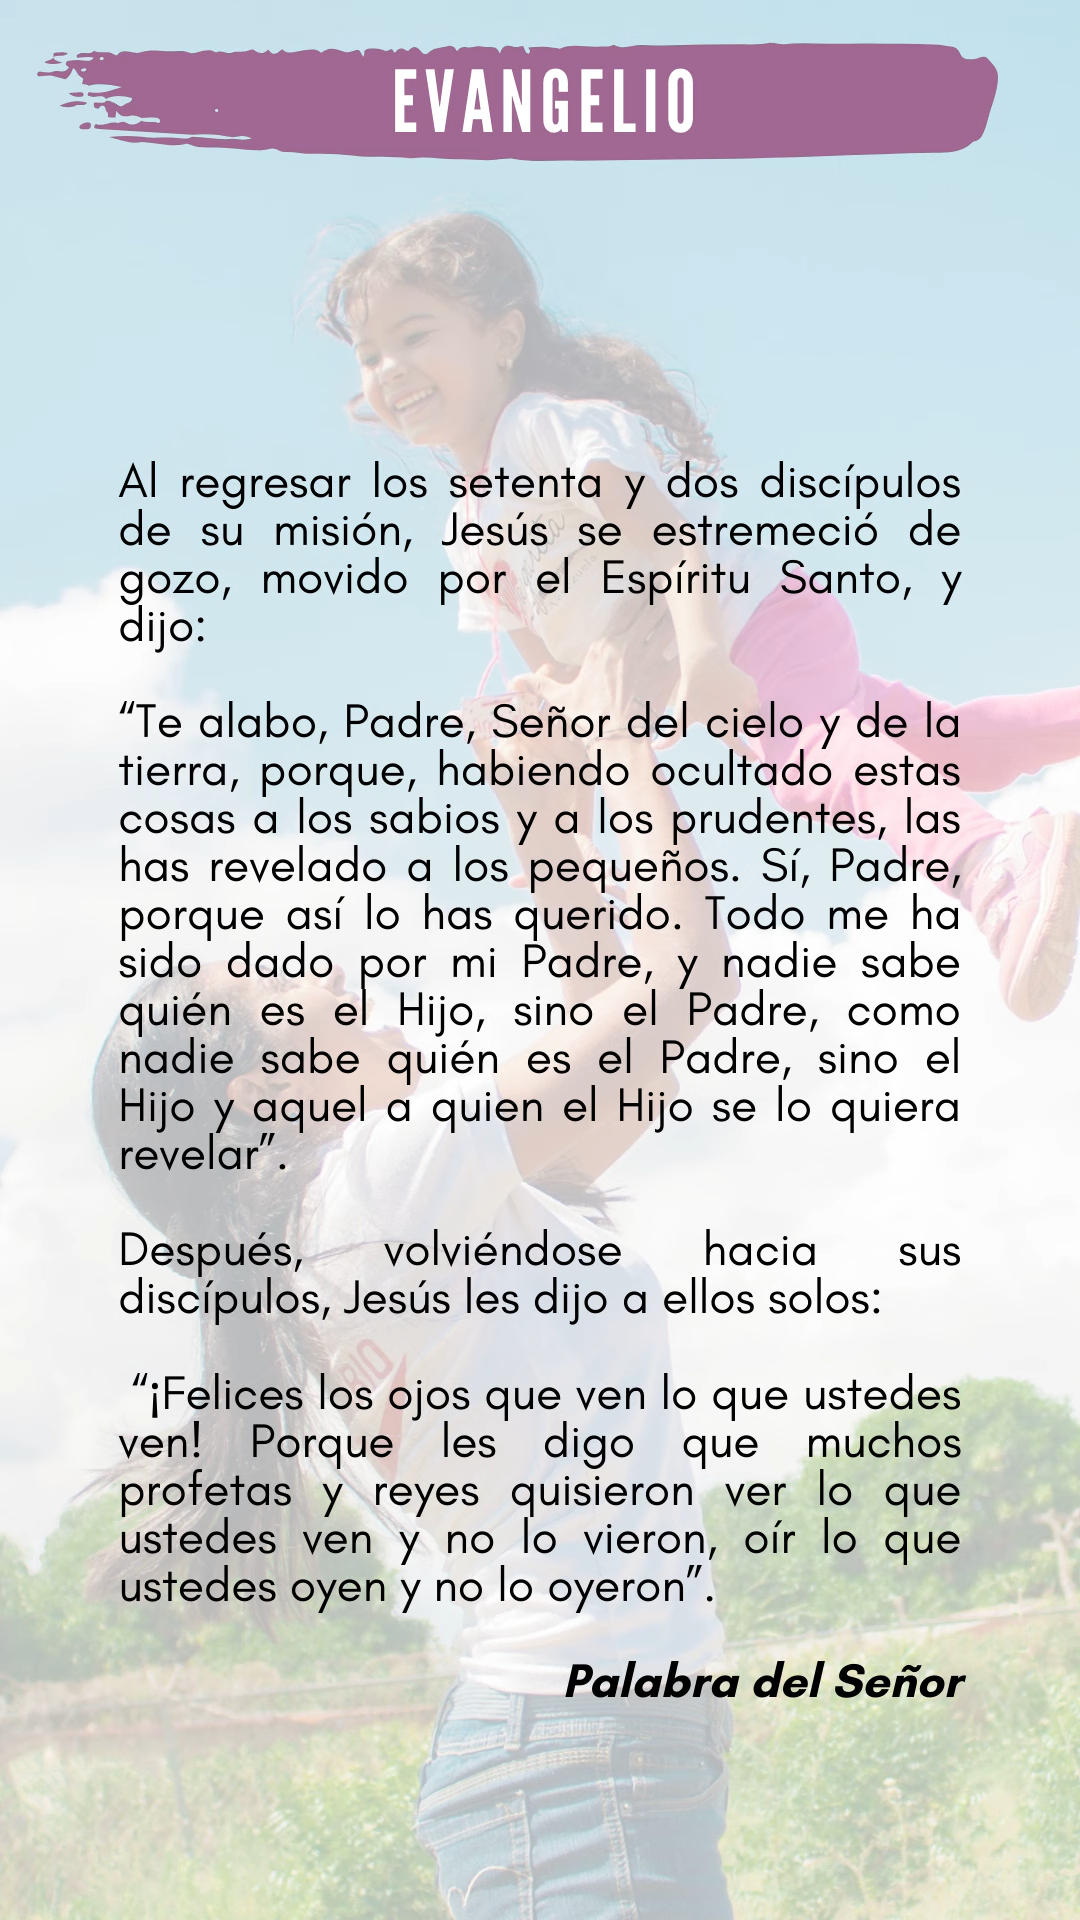 EVANGELIO
Al regresar los setenta y dos discípulos
de su misión, Jesús se estremeció de
gozo, movido por el Espíritu Santo, y
dijo:
“Te alabo, Padre, Señor del cielo y de la
tierra, porque, habiendo ocultado estas
cosas a los sabios y a los prudentes, las
has revelado a los pequeños. Sí, Padre,
porque así lo has querido. Todo me ha
sido dado por mi Padre, y nadie sabe
quién es el Hijo, sino el Padre, como
nadie sabe quién es el Padre, sino el
Hijo y aquel a quien el Hijo se lo quiera
revelar”.
Después, volviéndose hacia sus
discípulos, Jesús les dijo a ellos solos:
“¡Felices los ojos que ven lo que ustedes
ven! Porque les digo que muchos
profetas y reyes quisieron ver lo que
ustedes ven y no lo vieron, oír lo que
ustedes oyen y no lo oyeron”.
Palabra del Señor